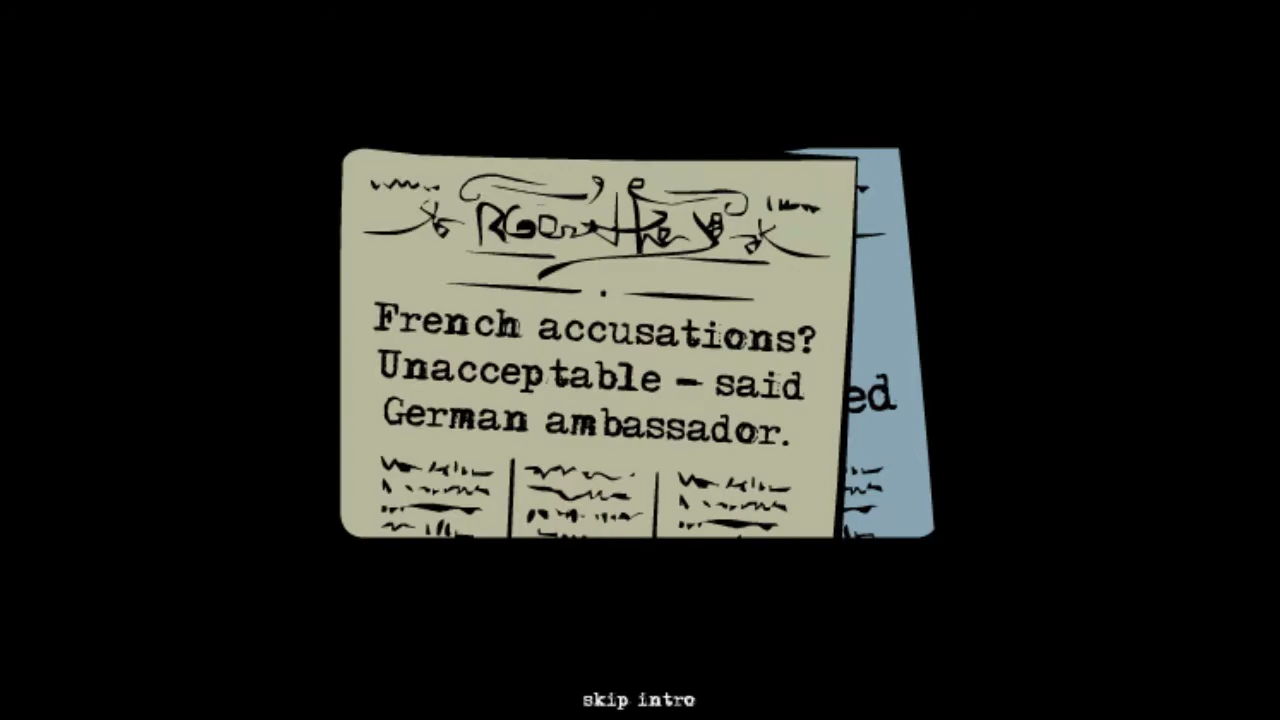 French accusations?
Unacceptable – said
German ambassador.
ed
skip intro